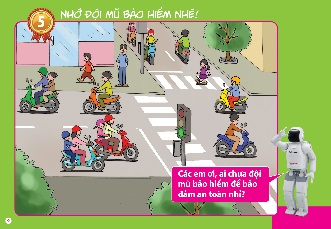 5
NHỚ ĐỘI MŨ BẢO HIỂM NHÉ!
Các em ơi, ai chưa đội
mũ bảo hiểm để bảo
đảm an toàn nhỉ?